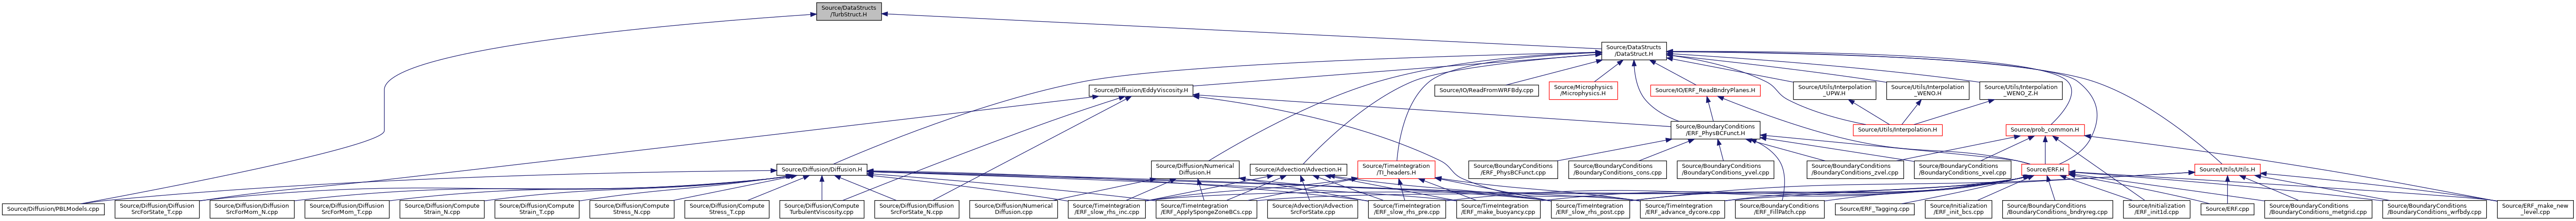 Source/DataStructs
/TurbStruct.H
Source/DataStructs
/DataStruct.H
Source/Diffusion/EddyViscosity.H
Source/IO/ReadFromWRFBdy.cpp
Source/Microphysics
/Microphysics.H
Source/IO/ERF_ReadBndryPlanes.H
Source/Utils/Interpolation
_UPW.H
Source/Utils/Interpolation
_WENO.H
Source/Utils/Interpolation
_WENO_Z.H
Source/BoundaryConditions
/ERF_PhysBCFunct.H
Source/Utils/Interpolation.H
Source/prob_common.H
Source/Diffusion/Diffusion.H
Source/Diffusion/Numerical
Diffusion.H
Source/Advection/Advection.H
Source/TimeIntegration
/TI_headers.H
Source/BoundaryConditions
/ERF_PhysBCFunct.cpp
Source/BoundaryConditions
/BoundaryConditions_cons.cpp
Source/BoundaryConditions
/BoundaryConditions_yvel.cpp
Source/BoundaryConditions
/BoundaryConditions_zvel.cpp
Source/BoundaryConditions
/BoundaryConditions_xvel.cpp
Source/ERF.H
Source/Utils/Utils.H
Source/Diffusion/PBLModels.cpp
Source/Diffusion/Diffusion
SrcForState_T.cpp
Source/Diffusion/Diffusion
SrcForMom_N.cpp
Source/Diffusion/Diffusion
SrcForMom_T.cpp
Source/Diffusion/Compute
Strain_N.cpp
Source/Diffusion/Compute
Strain_T.cpp
Source/Diffusion/Compute
Stress_N.cpp
Source/Diffusion/Compute
Stress_T.cpp
Source/Diffusion/Compute
TurbulentViscosity.cpp
Source/Diffusion/Diffusion
SrcForState_N.cpp
Source/Diffusion/Numerical
Diffusion.cpp
Source/TimeIntegration
/ERF_slow_rhs_inc.cpp
Source/TimeIntegration
/ERF_ApplySpongeZoneBCs.cpp
Source/Advection/Advection
SrcForState.cpp
Source/TimeIntegration
/ERF_slow_rhs_pre.cpp
Source/TimeIntegration
/ERF_make_buoyancy.cpp
Source/TimeIntegration
/ERF_slow_rhs_post.cpp
Source/TimeIntegration
/ERF_advance_dycore.cpp
Source/BoundaryConditions
/ERF_FillPatch.cpp
Source/ERF_Tagging.cpp
Source/Initialization
/ERF_init_bcs.cpp
Source/BoundaryConditions
/BoundaryConditions_bndryreg.cpp
Source/Initialization
/ERF_init1d.cpp
Source/ERF.cpp
Source/BoundaryConditions
/BoundaryConditions_metgrid.cpp
Source/BoundaryConditions
/BoundaryConditions_wrfbdy.cpp
Source/ERF_make_new
_level.cpp